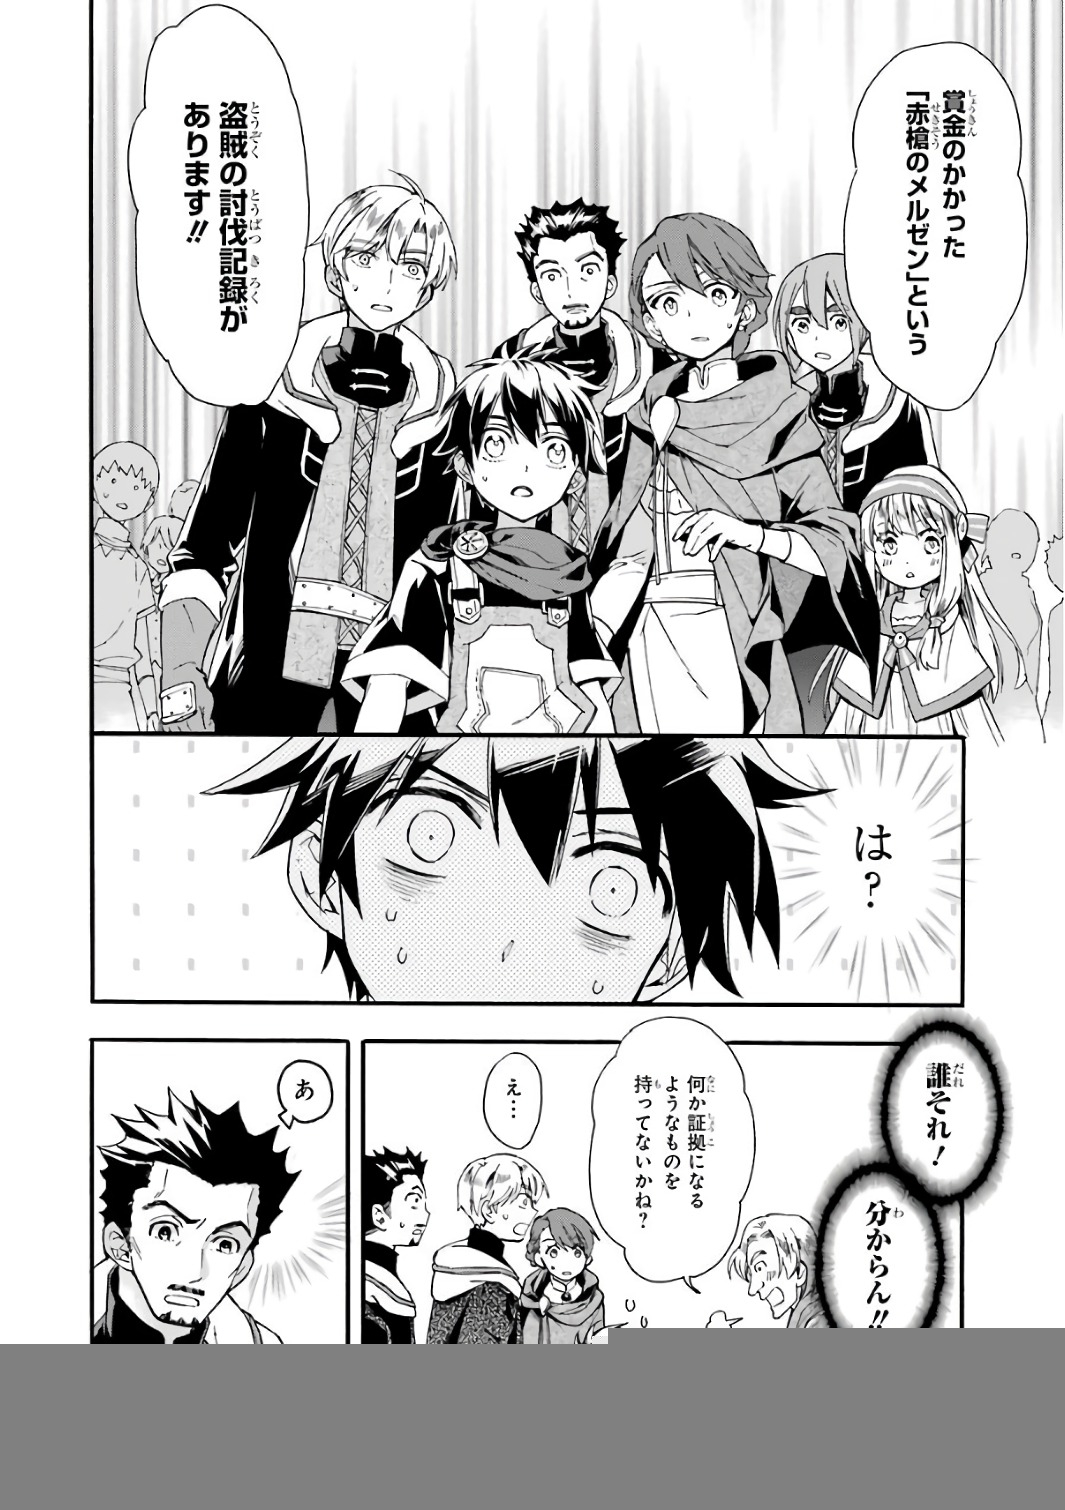 賞金のかかった
「赤槍のメルゼン」という
盗賊の討伐記録が
あります!!
は?
誰それ!
分からん!!
何か証拠になる
ようなものを
持ってないかね?
え…
あ